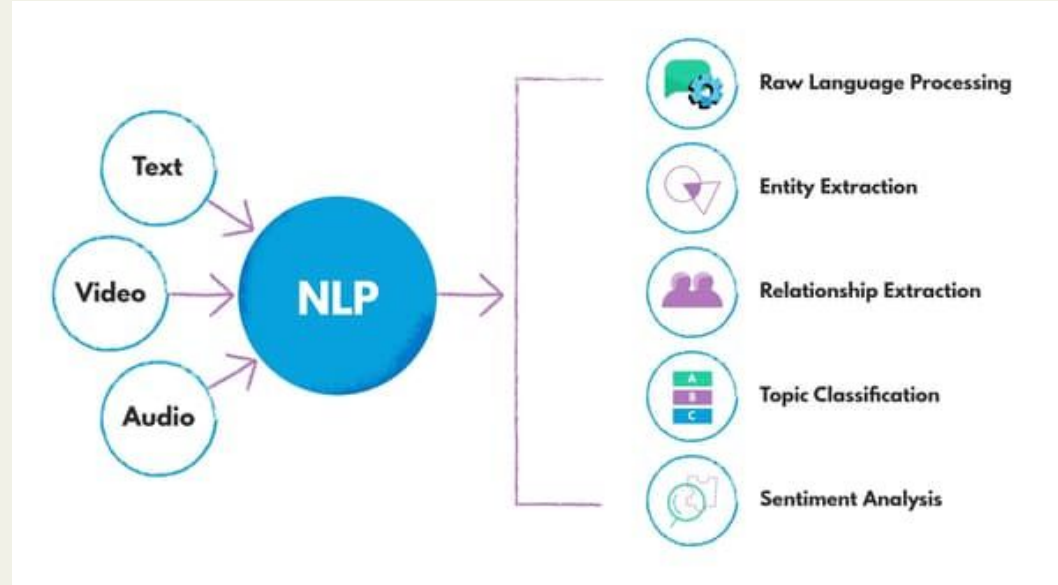 Text
Video
Audio
NLP
Raw Language Processing
Entity Extraction
Relationship Extraction
A
B
C
Topic Classification
Sentiment Analysis